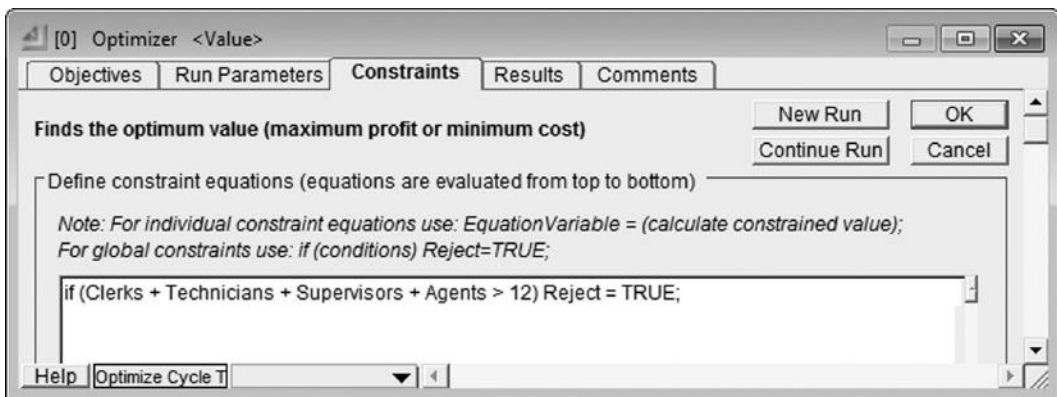 [0] Optimizer <Value>
Objectives Run Parameters Constraints Results Comments
New Run OK
Finds the optimum value (maximum profit or minimum cost)
Continue Run Cancel
Define constraint equations (equations are evaluated from top to bottom)
Note: For individual constraint equations use: EquationVariable = (calculate constrained value);
For global constraints use: if (conditions) Reject=TRUE;
if (Clerks + Technicians + Supervisors + Agents > 12) Reject = TRUE;
Help Optimize Cycle T